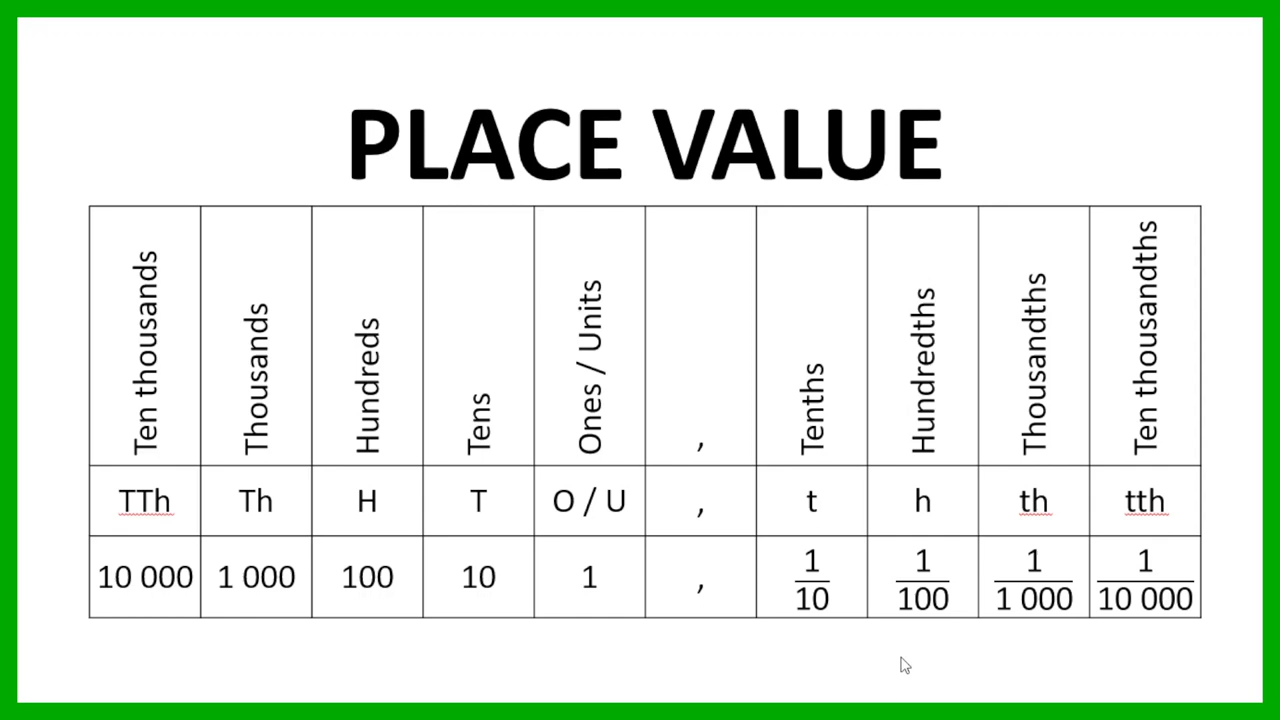 PLACE VALUE
Ten thousands Thousands Hundreds Tens Ones / Units , Tenths Hundredths Thousandths Ten thousandths
TTh Th H T O / U , t h th tth
10 000 1 000 100 10 1 , 1/10 1/100 1/1 000 1/10 000